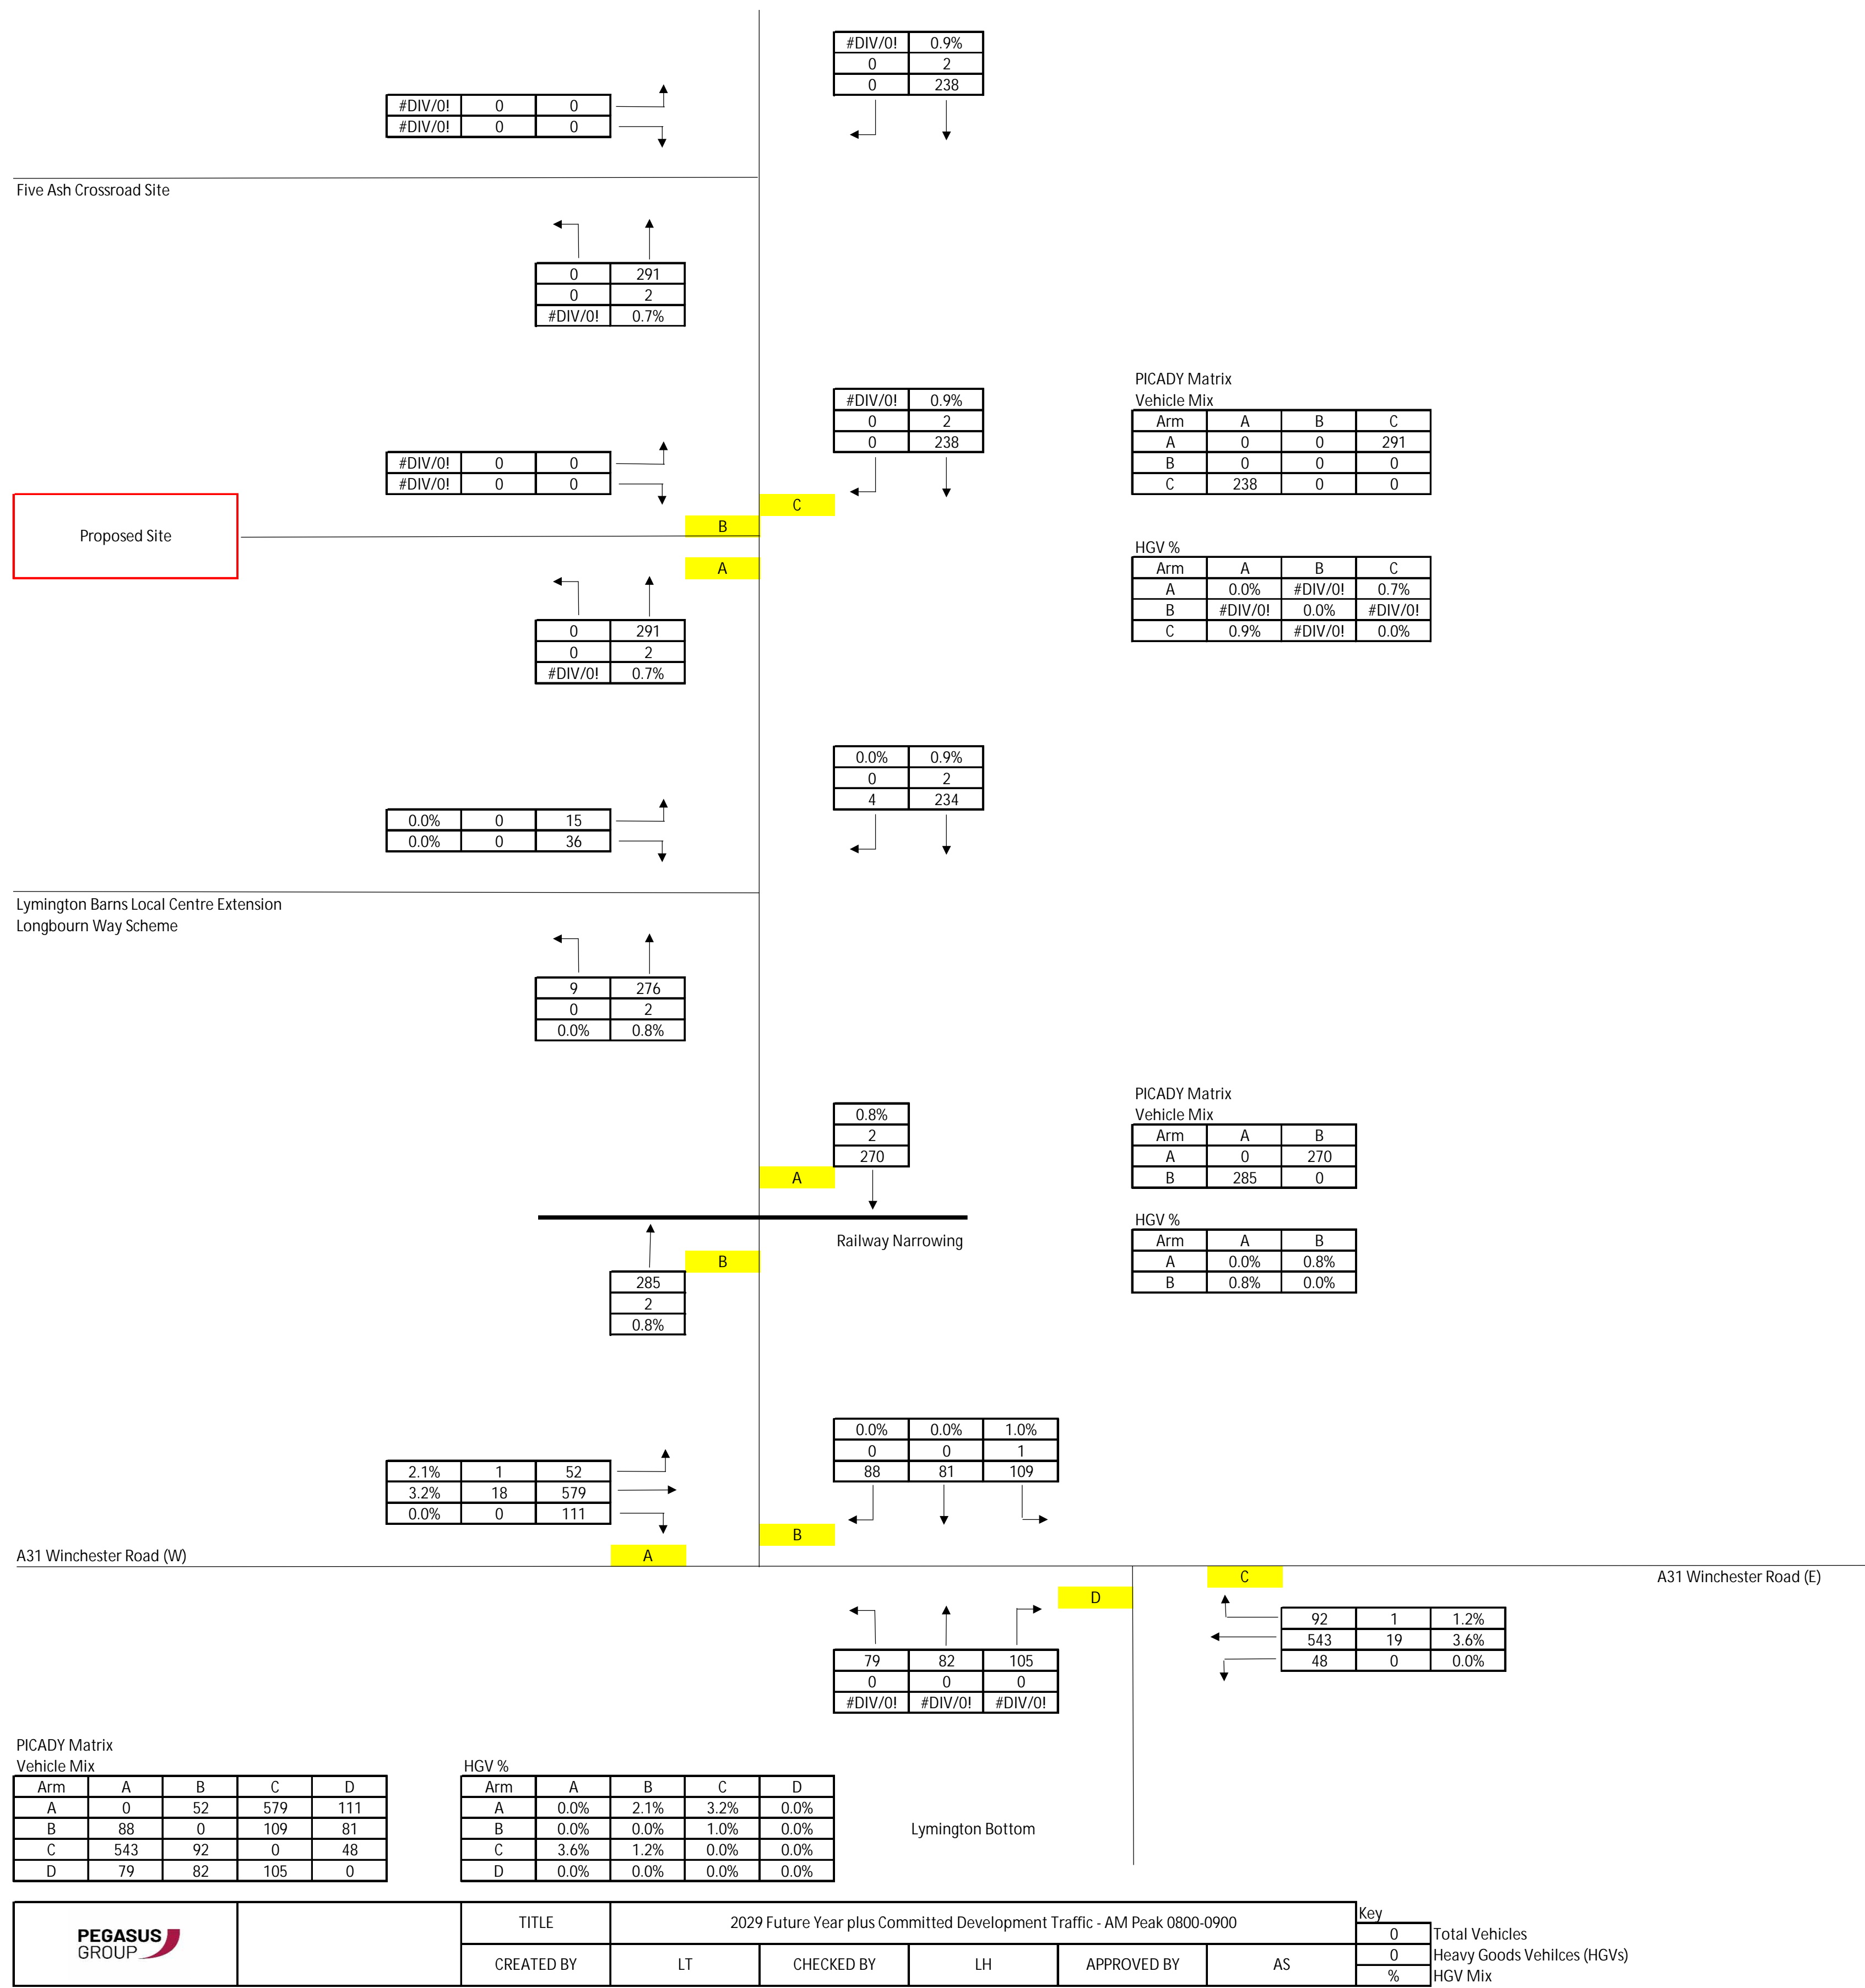 #DIV/0! 0.9%
0 2
0 238
#DIV/0! 0 0
#DIV/0! 0 0
Five Ash Crossroad Site
0 291
0 2
#DIV/0! 0.7%
PICADY Matrix
Vehicle Mix
Arm A B C
A 0 0 291
B 0 0 0
C 238 0 0
#DIV/0! 0.9%
0 2
0 238
#DIV/0! 0 0
#DIV/0! 0 0
C
B
Proposed Site
A
HGV %
Arm A B C
A 0.0% #DIV/0! 0.7%
B #DIV/0! 0.0% #DIV/0!
C 0.9% #DIV/0! 0.0%
0 291
0 2
#DIV/0! 0.7%
0.0% 0.9%
0 2
4 234
0.0% 0 15
0.0% 0 36
Lymington Barns Local Centre Extension
Longbourn Way Scheme
9 276
0 2
0.0% 0.8%
PICADY Matrix
Vehicle Mix
Arm A B
A 0 270
B 285 0
0.8%
2
270
A
Railway Narrowing
HGV %
Arm A B
A 0.0% 0.8%
B 0.8% 0.0%
B
285
2
0.8%
0.0% 0.0% 1.0%
0 0 1
88 81 109
2.1% 1 52
3.2% 18 579
0.0% 0 111
B
A31 Winchester Road (W)
A
C
A31 Winchester Road (E)
D
92 1 1.2%
543 19 3.6%
48 0 0.0%
79 82 105
0 0 0
#DIV/0! #DIV/0! #DIV/0!
PICADY Matrix
Vehicle Mix
Arm A B C D
A 0 52 579 111
B 88 0 109 81
C 543 92 0 48
D 79 82 105 0
HGV %
Arm A B C D
A 0.0% 2.1% 3.2% 0.0%
B 0.0% 0.0% 1.0% 0.0%
C 3.6% 1.2% 0.0% 0.0%
D 0.0% 0.0% 0.0% 0.0%
Lymington Bottom
PEGASUS
GROUP
TITLE 2029 Future Year plus Committed Development Traffic - AM Peak 0800-0900
CREATED BY LT CHECKED BY LH APPROVED BY AS
Key
0 Total Vehicles
0 Heavy Goods Vehilces (HGVs)
% HGV Mix